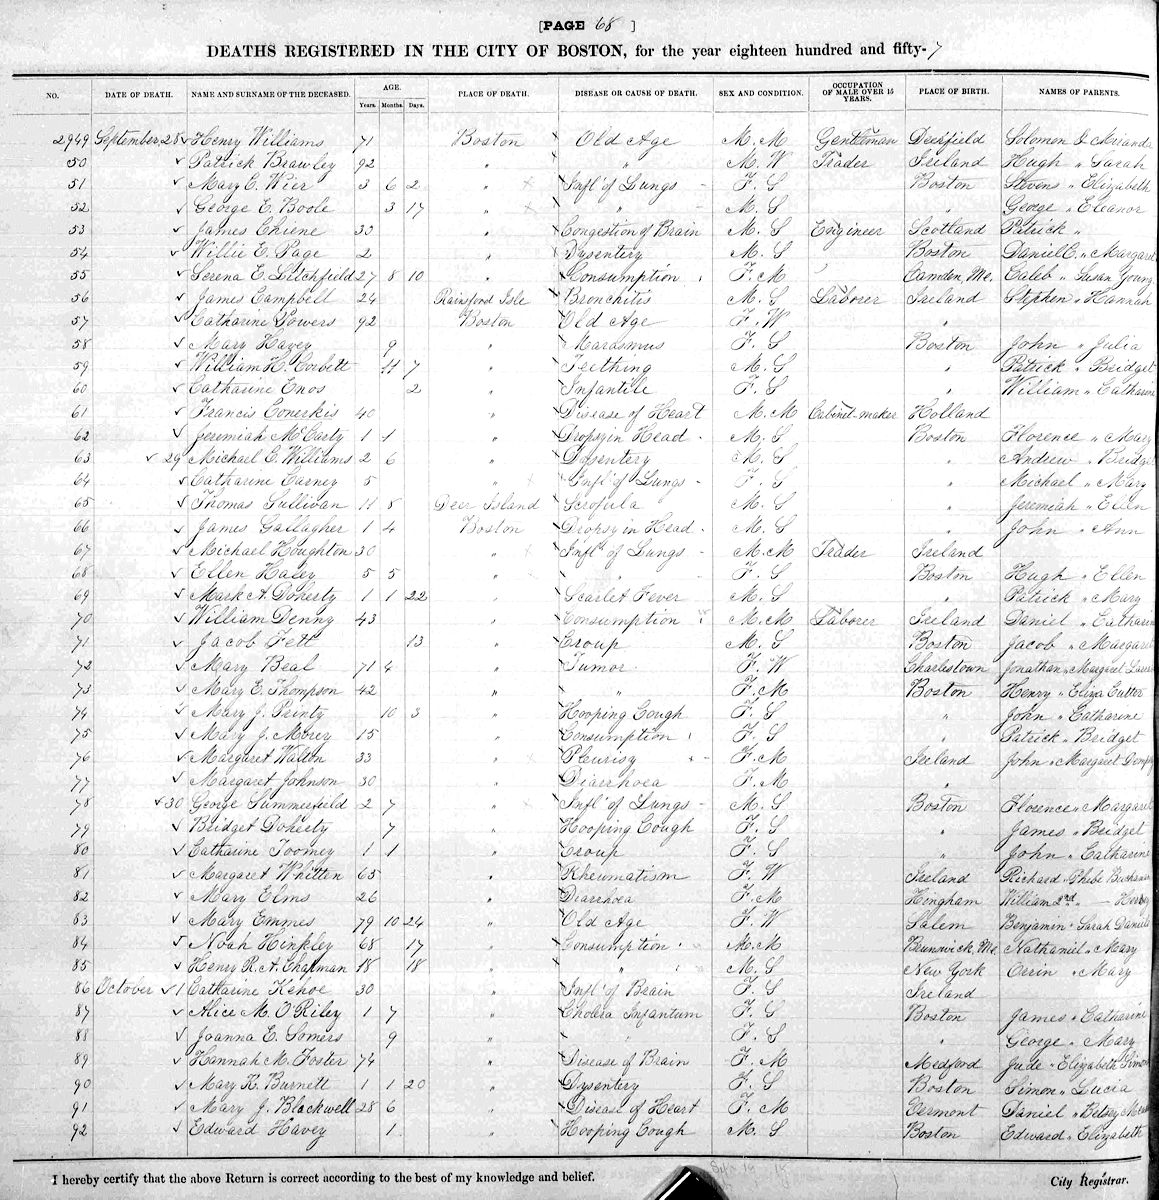 [PAGE 68 ]
DEATHS REGISTERED IN THE CITY OF BOSTON, for the year eighteen hundred and fifty-7
NO. DATE OF DEATH. NAME AND SURNAME OF THE DECEASED. AGE. Years. Months. Days. PLACE OF DEATH. DISEASE OR CAUSE OF DEATH. SEX AND CONDITION. OCCUPATION OF MALE OVER 15 YEARS. PLACE OF BIRTH. NAMES OF PARENTS.
2949 September, 28 Henry Williams 71 Boston Old Age M. M Gentleman Deerfield Solomon & Miranda
50 Patrick Brawley 92 " " M. W Trader Ireland Hugh " Sarah
51 Mary E. Wier 3 6 2 " Infl' of Lungs F. S Boston Stevens " Elizabeth
52 George E. Boole 3 17 " " M. S " George " Eleanor
53 James Chiene 33 " Congestion of Brain M. S Engineer Scotland Patrick "
54 Willie E. Page 2 " Dysentery M. S Boston Daniel C. " Margaret
55 Serena E. Litchfield 27 8 10 " Consumption F. M Camden, Me. Caleb " Susan Young
56 James Campbell 24 Rainsford Isle Bronchitis M. S Laborer Ireland Stephen " Hannah
57 Catharine Powers 92 Boston Old Age F. W "
58 Mary Havey 9 " Marasmus F. S Boston John " Julia
59 William H. Corbett 11 7 " Teething M. S " Patrick " Bridget
60 Catharine Enos 2 " Infantile F. S " William " Catharine
61 Francis Conerkis 40 " Disease of Heart M. M Cabinet-maker Holland
62 Jeremiah McCarty 1 1 " Dropsy in Head M. S Boston Florence " Mary
63 29 Michael E. Williams 2 6 " Dysentery M. S " Andrew " Bridget
64 Catharine Carney 5 " Infl' of Lungs F. S " Michael " Mary
65 Thomas Sullivan 11 8 Deer Island Scrofula M. S " Jeremiah " Ellen
66 James Gallagher 1 4 Boston Dropsy in Head M. S " John " Ann
67 Michael Houghton 30 " Infl' of Lungs M. M Trader Ireland
68 Ellen Haley 5 5 " " F. S Boston Hugh " Ellen
69 Mark A. Doherty 1 1 22 " Scarlet Fever M. S " Patrick " Mary
70 William Denny 43 " Consumption M. M Laborer Ireland Daniel " Catharine
71 Jacob Fell 13 " Croup M. S Boston Jacob " Margaret
72 Mary Beal 71 4 " Tumor F. W Charlestown Jonathan " Margaret
73 Mary E. Thompson 42 " " F. M Boston Henry " Eliza Cutter
74 Mary J. Printy 10 3 " Hooping Cough F. S " John " Catharine
75 Mary J. Morey 15 " Consumption F. S " Patrick " Bridget
76 Margaret Walton 33 " Pleurisy F. M Ireland John " Margaret
77 Margaret Johnson 30 " Diarrhoea F. M "
78 30 George Summerfield 2 7 " Infl' of Lungs M. S Boston Florence " Margaret
79 Bridget Doherty 7 " Hooping Cough F. S " James " Bridget
80 Catharine Toomey 1 1 " Croup F. S " John " Catharine
81 Margaret Whitten 65 " Rheumatism F. W Ireland Richard " Phebe Buchanan
82 Mary Elms 26 " Diarrhoea F. M Hingham William 2nd " — Hersey
83 Mary Emmes 79 10 24 " Old Age F. W Salem Benjamin " Sarah Daniels
84 Noah Hinkley 68 17 " Consumption M. M Brunswick, Me. Nathaniel " Mary
85 Henry R. A. Chapman 18 18 " " M. S New York Orrin " Mary
86 October 1 Catharine Kehoe 30 " Infl' of Brain F. S Ireland
87 Alice M. O'Riley 1 7 " Cholera Infantum F. S Boston James " Catharine
88 Joanna E. Somers 9 " " F. S " George " Mary
89 Hannah M. Foster 74 " Disease of Brain F. M Medford Jude " Elizabeth Simon
90 Mary R. Burnett 1 1 20 " Dysentery F. S Boston Simon " Lucia
91 Mary J. Blackwell 28 6 " Disease of Heart F. M Vermont Daniel " Betsey
92 Edward Havey 1 " Hooping Cough M. S Boston Edward " Elizabeth
I hereby certify that the above Return is correct according to the best of my knowledge and belief. City Registrar.